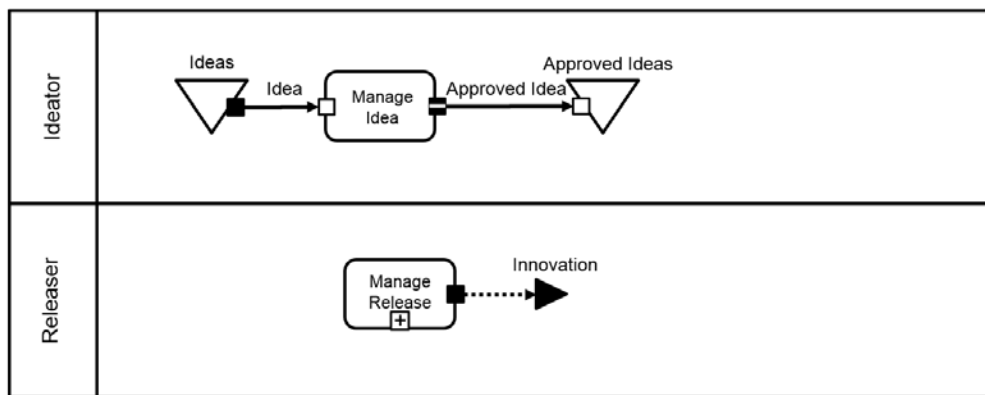 Ideator
Ideas
Idea
Manage
Idea
Approved Idea
Approved Ideas
Releaser
Manage
Release
+
Innovation